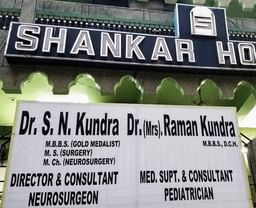 SHANKAR HO
Dr. S. N. Kundra
M.B.B.S. (GOLD MEDALIST)
M. S. (SURGERY)
M. Ch. (NEUROSURGERY)
DIRECTOR & CONSULTANT
NEUROSURGEON
Dr. (Mrs). Raman Kundra
M.B.B.S., D.C.H.
MED. SUPT. & CONSULTANT
PEDIATRICIAN